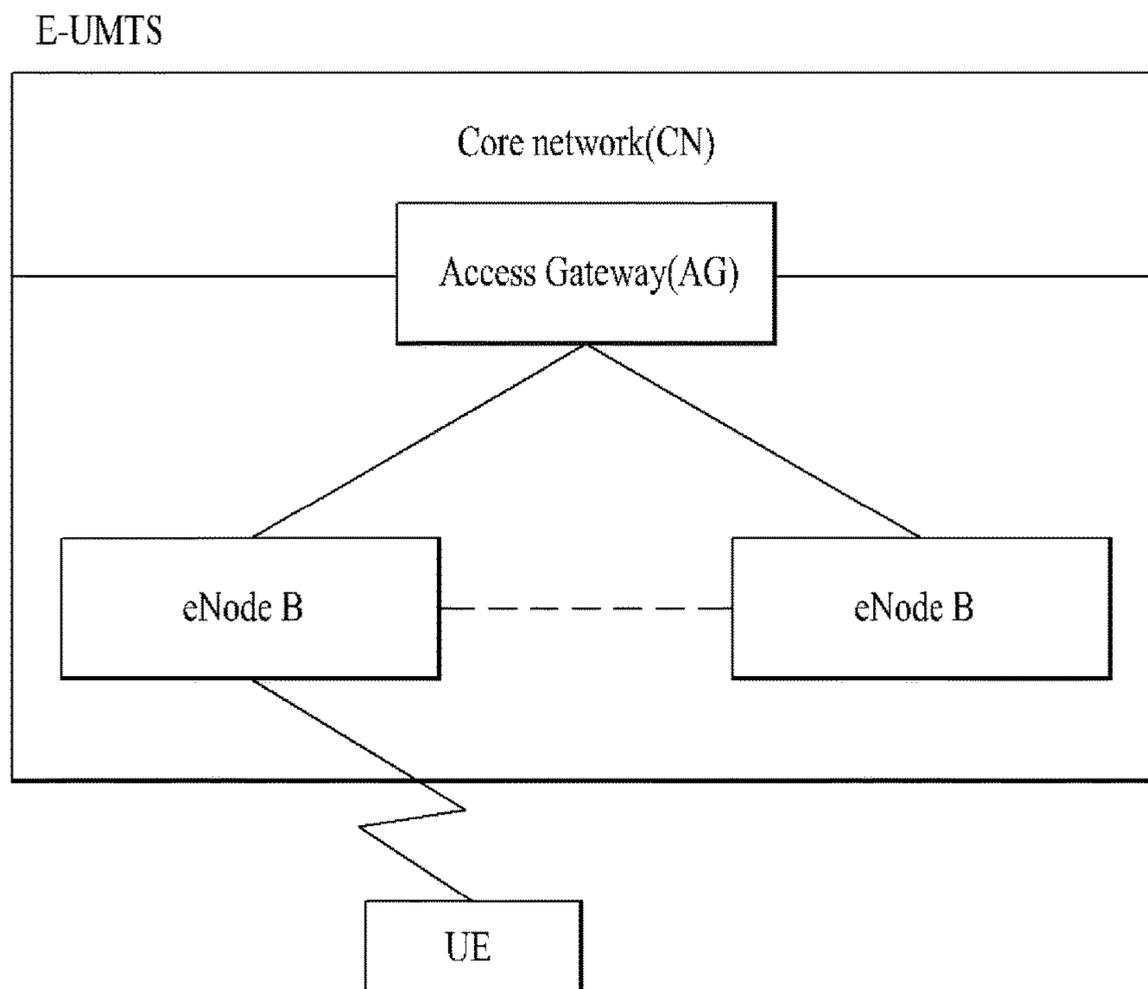 E-UMTS
Core network(CN)
Access Gateway(AG)
eNode B
eNode B
UE